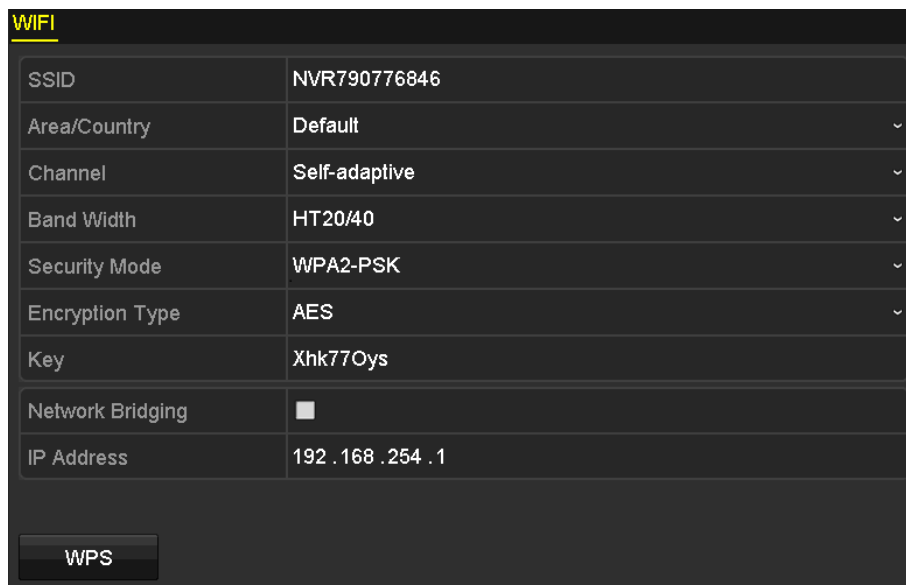 WIFI
SSID NVR790776846
Area/Country Default
Channel Self-adaptive
Band Width HT20/40
Security Mode WPA2-PSK
Encryption Type AES
Key Xhk77Oys
Network Bridging
IP Address 192 .168 .254 .1
WPS